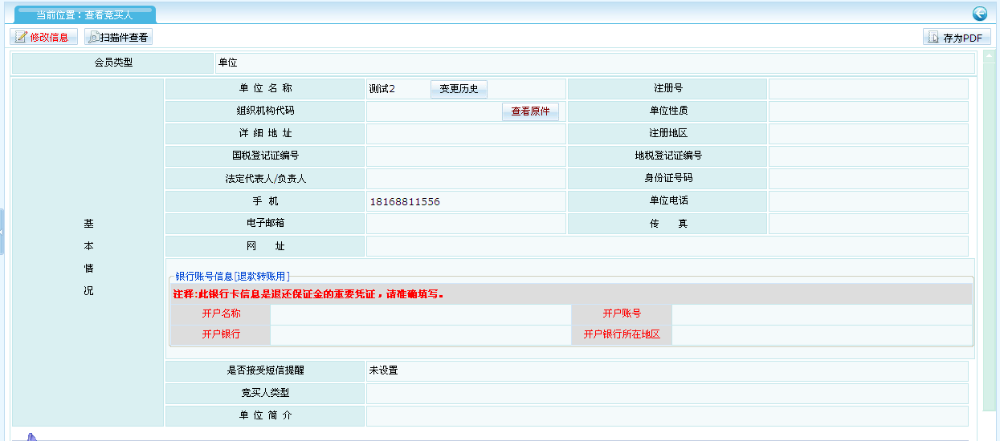 当前位置：查看竞买人
修改信息 扫描件查看 存为PDF
会员类型 单位
单 位 名 称 测试2 变更历史 注册号
组织机构代码 查看原件 单位性质
详 细 地 址 注册地区
国税登记证编号 地税登记证编号
法定代表人/负责人 身份证号码
手 机 18168811556 单位电话
电子邮箱 传 真
网 址
基
本
情
况
银行账号信息[退款转账用]
注释:此银行卡信息是退还保证金的重要凭证，请准确填写。
开户名称 开户账号
开户银行 开户银行所在地区
是否接受短信提醒 未设置
竞买人类型
单 位 简 介